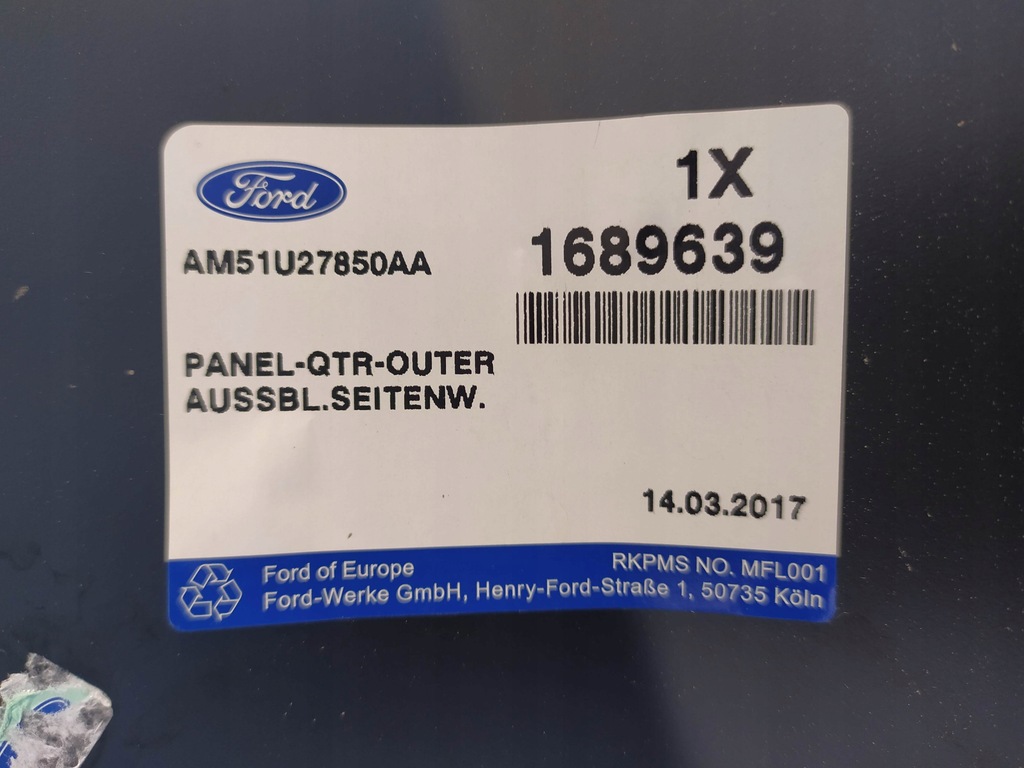 Ford
1X
AM51U27850AA
1689639
PANEL-QTR-OUTER
AUSSBL.SEITENW.
14.03.2017
Ford of Europe
RKPMS NO. MFL001
Ford-Werke GmbH, Henry-Ford-Straße 1, 50735 Köln